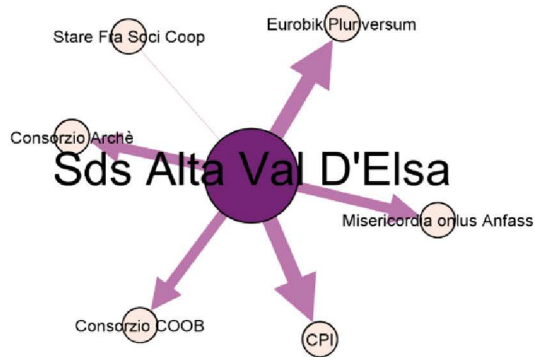 Eurobik Pluriversum
Stare Fra Soci Coop
Consorzio Archè
Sds Alta Val D'Elsa
Misericordia onlus Anfass
Consorzio COOB
CPI